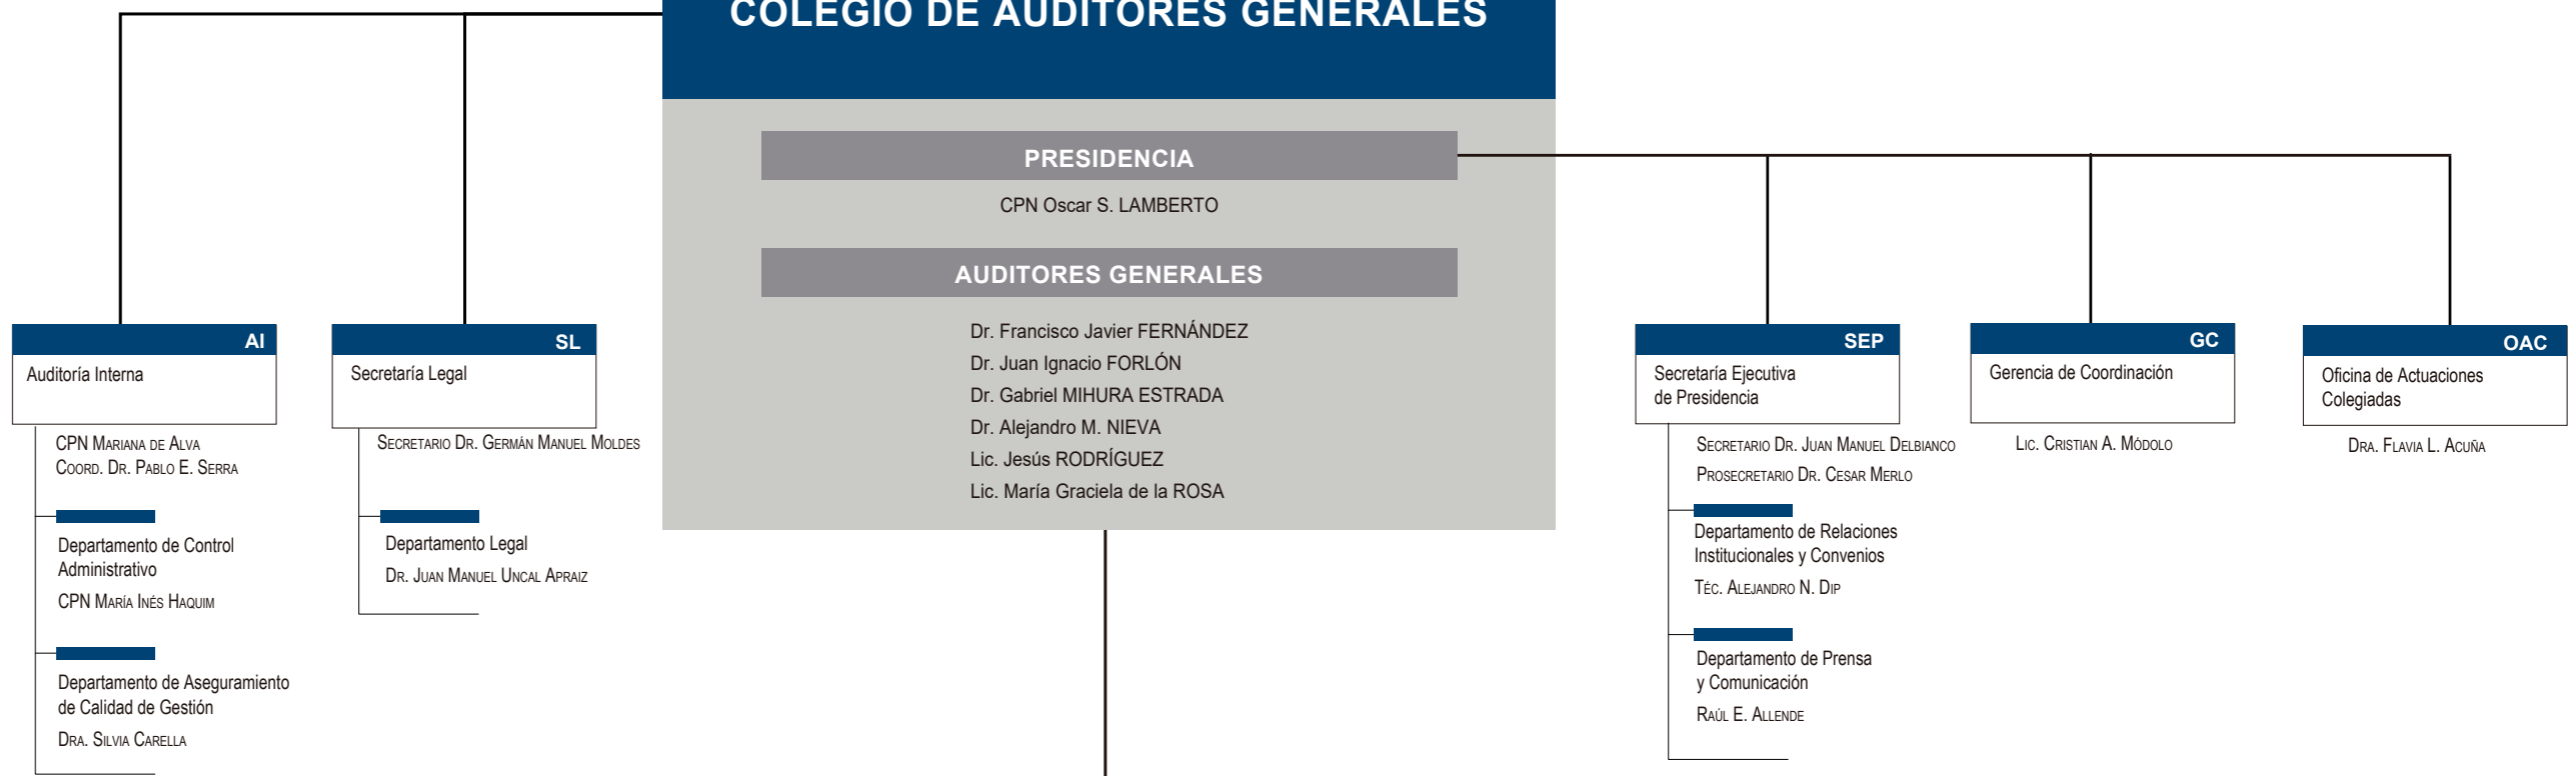 COLEGIO DE AUDITORES GENERALES
PRESIDENCIA
CPN Oscar S. LAMBERTO
AUDITORES GENERALES
Dr. Francisco Javier FERNÁNDEZ
Dr. Juan Ignacio FORLÓN
Dr. Gabriel MIHURA ESTRADA
Dr. Alejandro M. NIEVA
Lic. Jesús RODRÍGUEZ
Lic. María Graciela de la ROSA
AI
Auditoría Interna
CPN MARIANA DE ALVA
COORD. DR. PABLO E. SERRA
Departamento de Control
Administrativo
CPN MARÍA INÉS HAQUIM
Departamento de Aseguramiento
de Calidad de Gestión
DRA. SILVIA CARELLA
SL
Secretaría Legal
SECRETARIO DR. GERMÁN MANUEL MOLDES
Departamento Legal
DR. JUAN MANUEL UNCAL APRAIZ
SEP
Secretaría Ejecutiva
de Presidencia
SECRETARIO DR. JUAN MANUEL DELBIANCO
PROSECRETARIO DR. CESAR MERLO
Departamento de Relaciones
Institucionales y Convenios
TÉC. ALEJANDRO N. DIP
Departamento de Prensa
y Comunicación
RAÚL E. ALLENDE
GC
Gerencia de Coordinación
LIC. CRISTIAN A. MÓDOLO
OAC
Oficina de Actuaciones
Colegiadas
DRA. FLAVIA L. ACUÑA